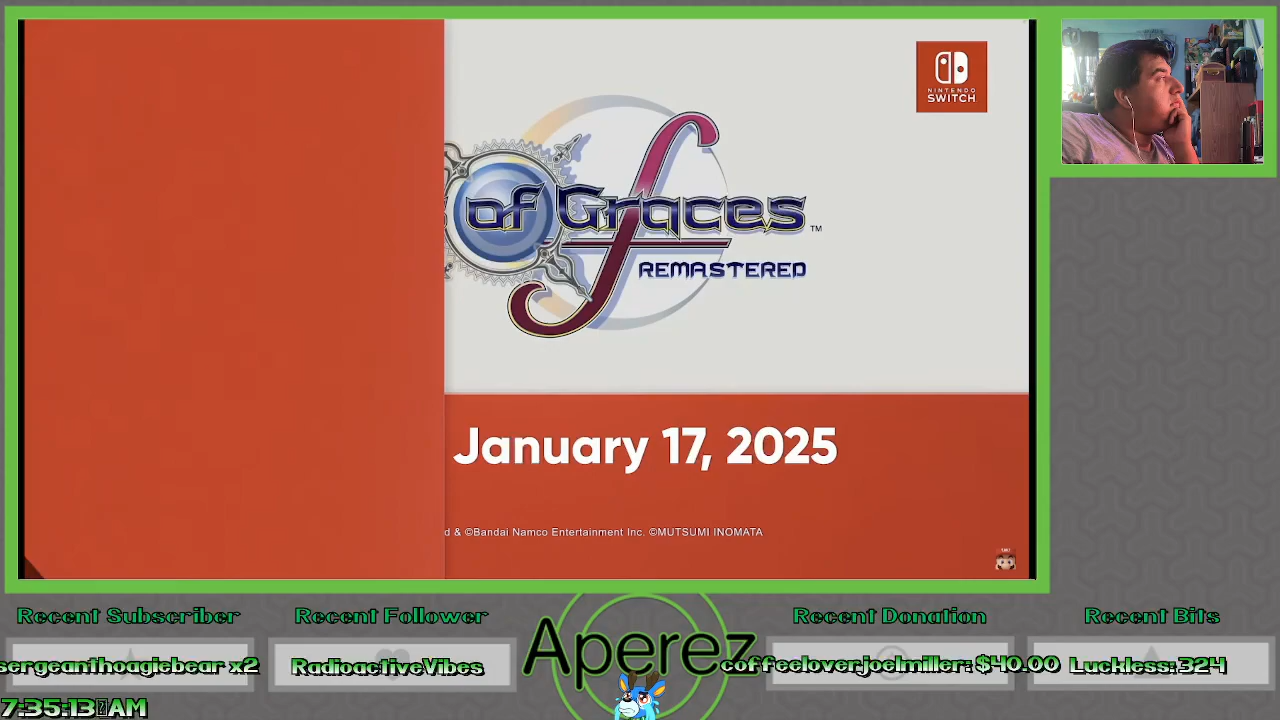 NINTENDO
SWITCH
of Graces
f
TM
REMASTERED
January 17, 2025
d & ©Bandai Namco Entertainment Inc. ©MUTSUMI INOMATA
Recent Subscriber
Recent Follower
Recent Donation
Recent Bits
sergeanthoagiebear x2
RadioactiveVibes
Aperez
coffeeloverjoelmiller: $40.00
Luckless: 324
7:35:13 AM